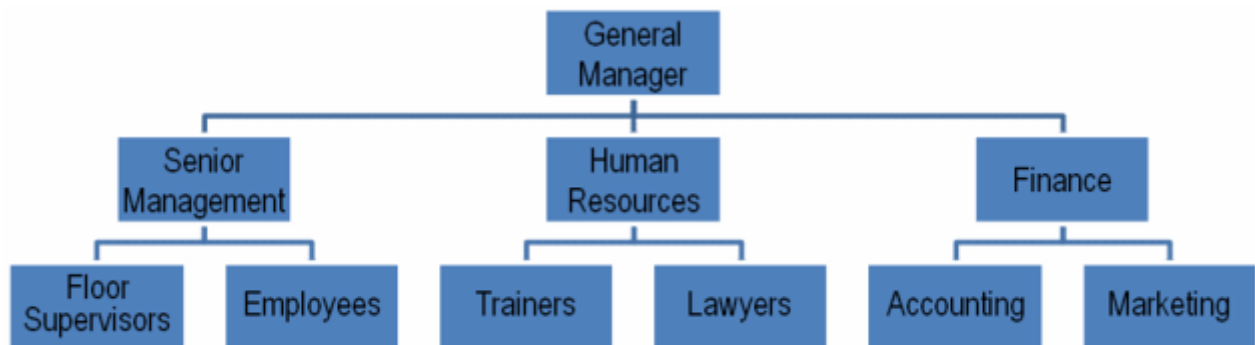 General
Manager
Senior
Management
Human
Resources
Finance
Floor
Supervisors
Employees
Trainers
Lawyers
Accounting
Marketing